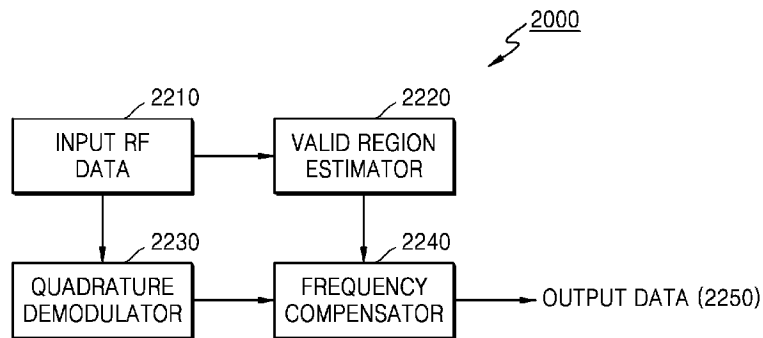 2000
2210
2220
INPUT RF
DATA
VALID REGION
ESTIMATOR
2230
2240
QUADRATURE
DEMODULATOR
FREQUENCY
COMPENSATOR
OUTPUT DATA (2250)